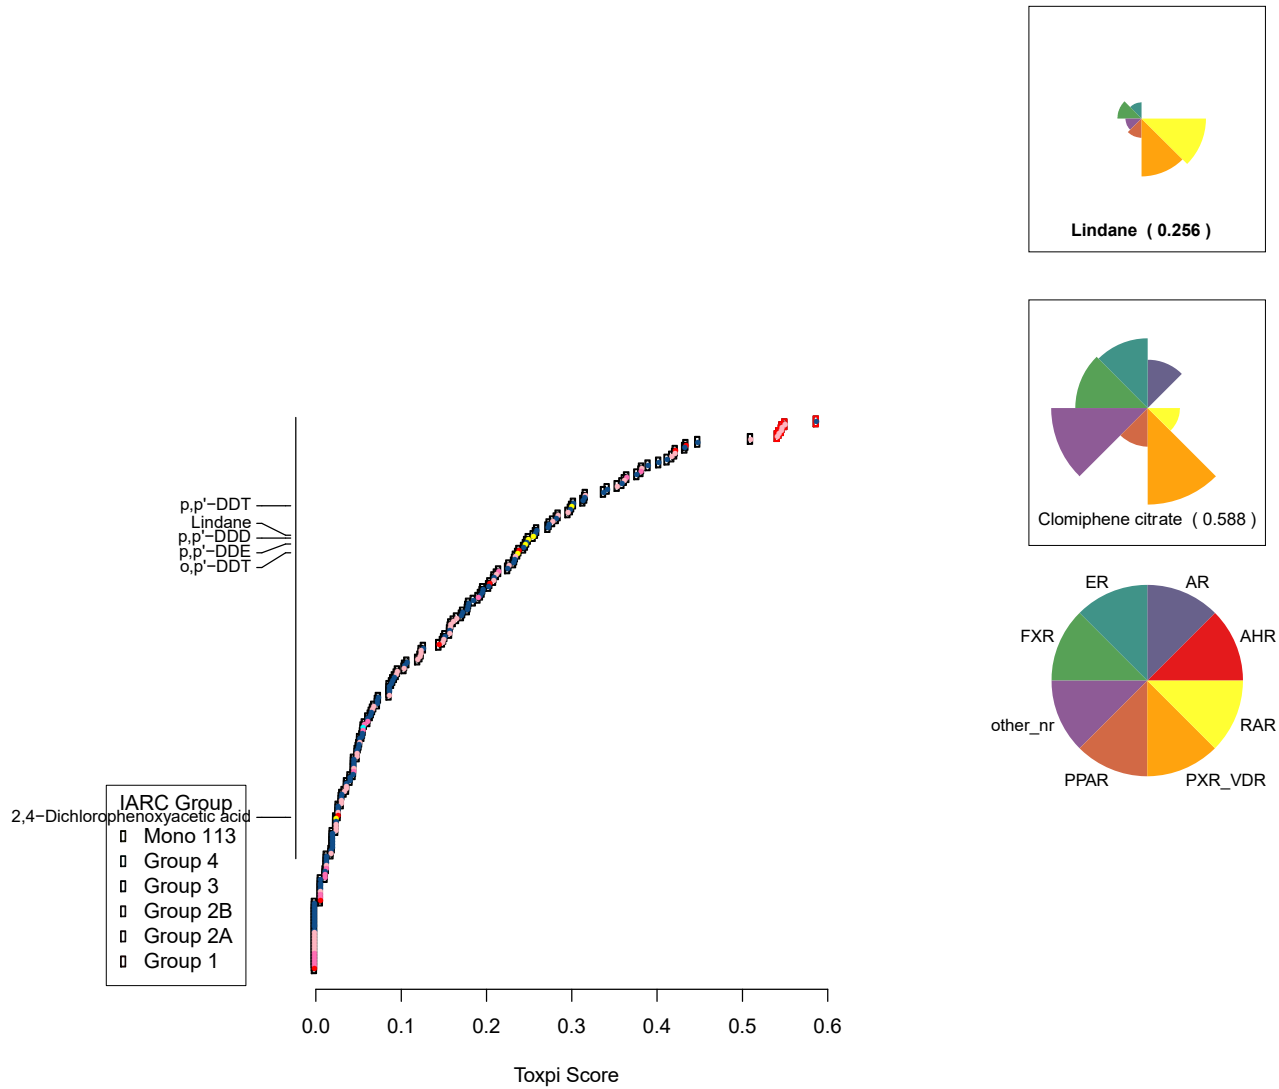 Lindane ( 0.256 )
Clomiphene citrate ( 0.588 )
p,p'−DDT
Lindane
p,p'−DDD
p,p'−DDE
o,p'−DDT
2,4−Dichlorophenoxyacetic acid
IARC Group
Mono 113
Group 4
Group 3
Group 2B
Group 2A
Group 1
ER
AR
FXR
AHR
other_nr
RAR
PPAR
PXR_VDR
0.0 0.1 0.2 0.3 0.4 0.5 0.6
Toxpi Score